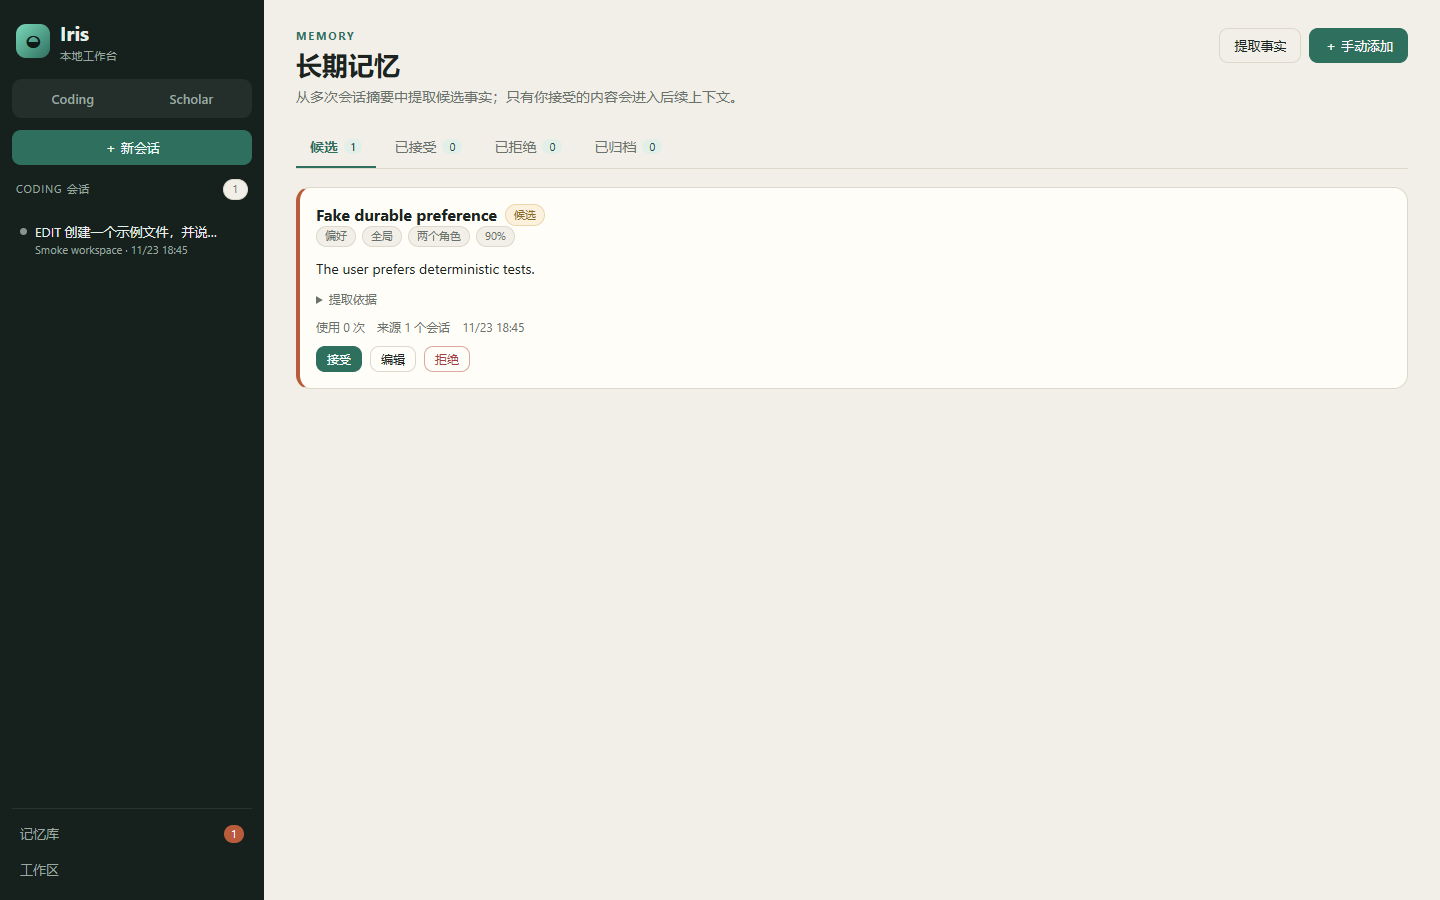 Iris
本地工作台
Coding Scholar
+ 新会话
CODING 会话 1
EDIT 创建一个示例文件，并说...
Smoke workspace · 11/23 18:45
记忆库 1
工作区
MEMORY
长期记忆
从多次会话摘要中提取候选事实；只有你接受的内容会进入后续上下文。
提取事实 + 手动添加
候选 1 已接受 0 已拒绝 0 已归档 0
Fake durable preference 候选
偏好 全局 两个角色 90%
The user prefers deterministic tests.
▶ 提取依据
使用 0 次 来源 1 个会话 11/23 18:45
接受 编辑 拒绝